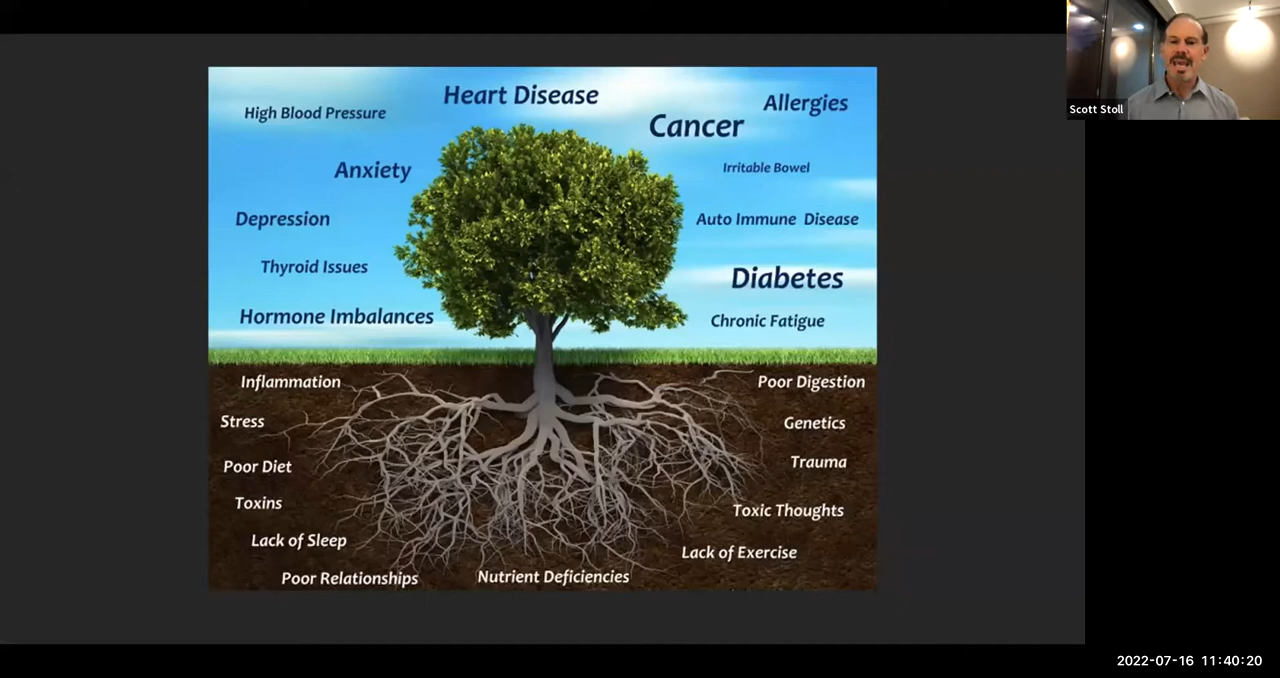 Scott Stoll
Heart Disease
High Blood Pressure
Allergies
Cancer
Anxiety
Irritable Bowel
Depression
Auto Immune Disease
Thyroid Issues
Diabetes
Hormone Imbalances
Chronic Fatigue
Inflammation
Poor Digestion
Stress
Genetics
Poor Diet
Trauma
Toxins
Toxic Thoughts
Lack of Sleep
Lack of Exercise
Poor Relationships
Nutrient Deficiencies
2022-07-16 11:40:20